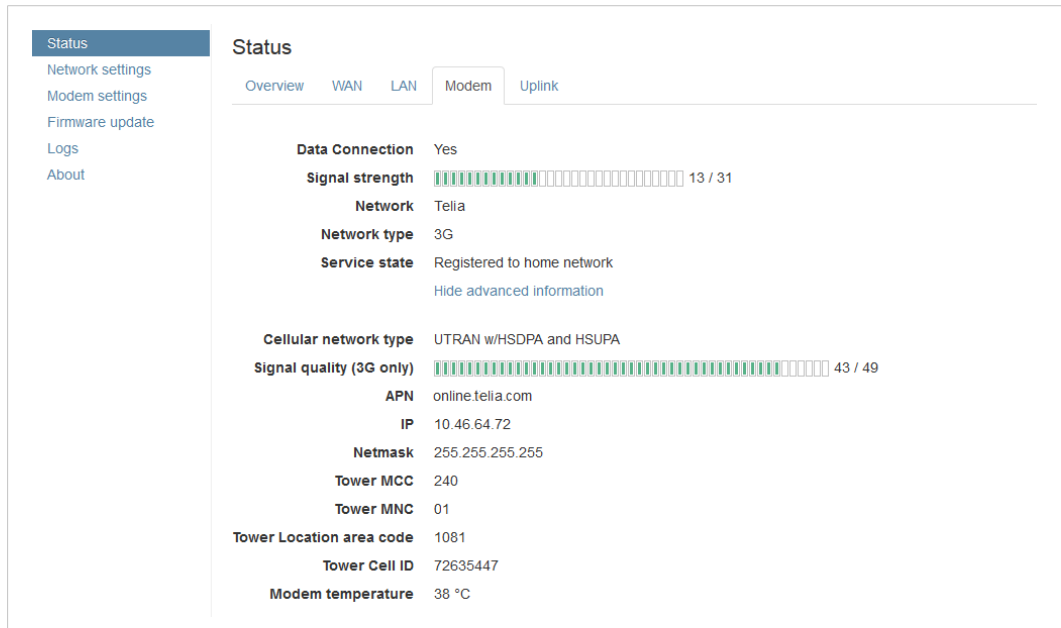 Status
Network settings
Modem settings
Firmware update
Logs
About
Status
Overview WAN LAN Modem Uplink
Data Connection Yes
Signal strength 13 / 31
Network Telia
Network type 3G
Service state Registered to home network
Hide advanced information
Cellular network type UTRAN w/HSDPA and HSUPA
Signal quality (3G only) 43 / 49
APN online.telia.com
IP 10.46.64.72
Netmask 255.255.255.255
Tower MCC 240
Tower MNC 01
Tower Location area code 1081
Tower Cell ID 72635447
Modem temperature 38 °C